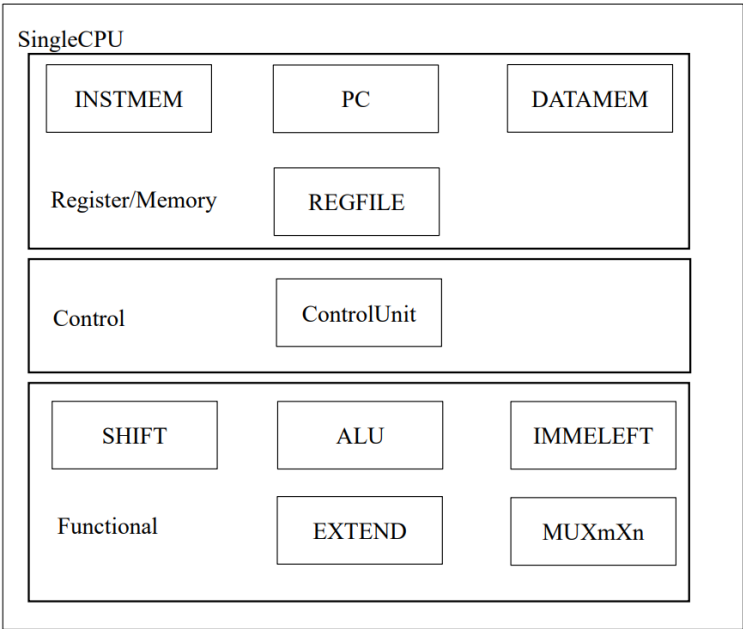 SingleCPU
INSTMEM
PC
DATAMEM
Register/Memory
REGFILE
Control
ControlUnit
SHIFT
ALU
IMMELEFT
Functional
EXTEND
MUXmXn